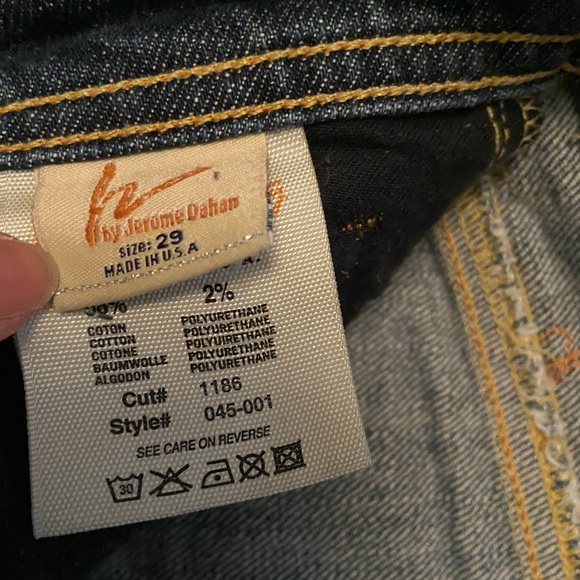 by Jerome Dahan
Size: 29
MADE IN U.S.A
98% 2%
COTON POLYURETHANE
COTTON POLYURETHANE
COTONE POLYURETHANE
BAUMWOLLE POLYURETHANE
ALGODON POLYURETHANE
Cut# 1186
Style# 045-001
SEE CARE ON REVERSE
30